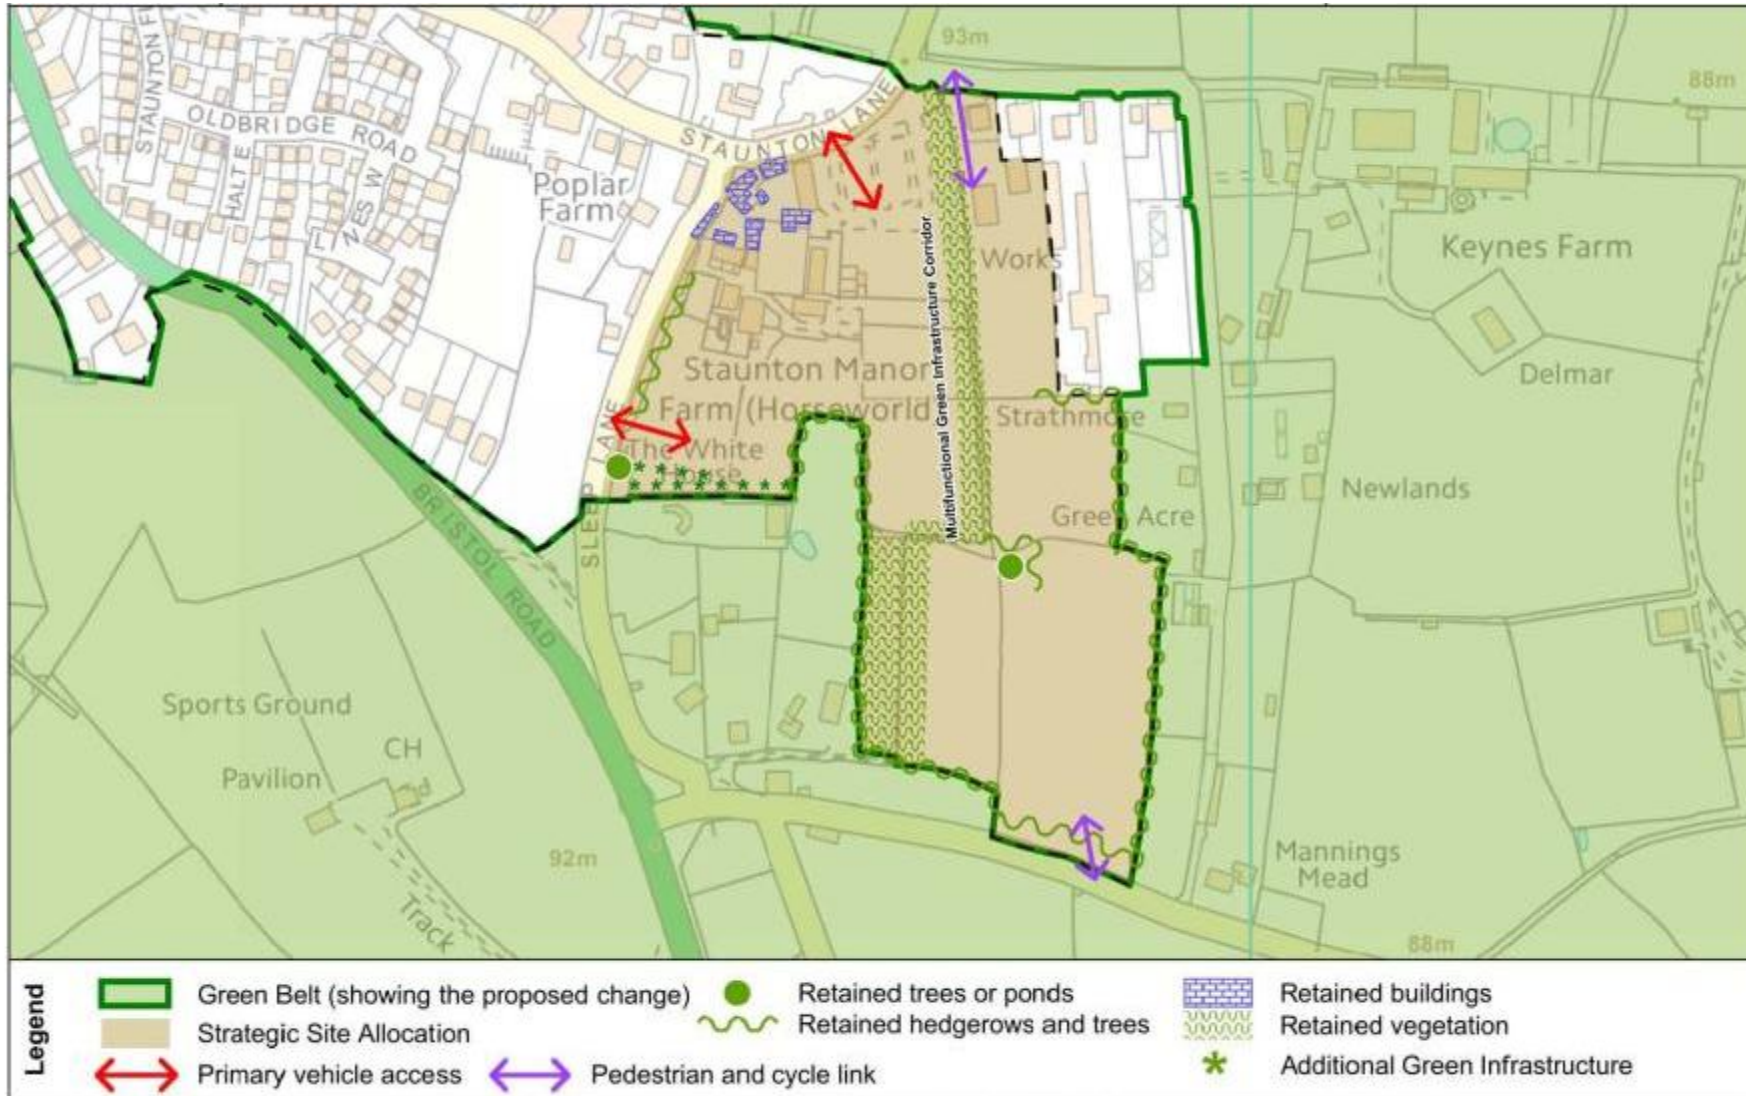 STAUNTON
OLDBRIDGE ROAD
HALTE
NES W
Poplar
Farm
STAUNTON LANE
93m
88m
Keynes Farm
Works
Multifunctional Green Infrastructure Corridor
Staunton Manor
Farm (Horseworld
Strathmore
Delmar
The White
House
SLEEP LANE
BRISTOL ROAD
Green Acre
Newlands
Sports Ground
CH
Pavilion
92m
Track
Mannings
Mead
88m
Legend
Green Belt (showing the proposed change)
Strategic Site Allocation
Primary vehicle access
Pedestrian and cycle link
Retained trees or ponds
Retained hedgerows and trees
Retained buildings
Retained vegetation
Additional Green Infrastructure